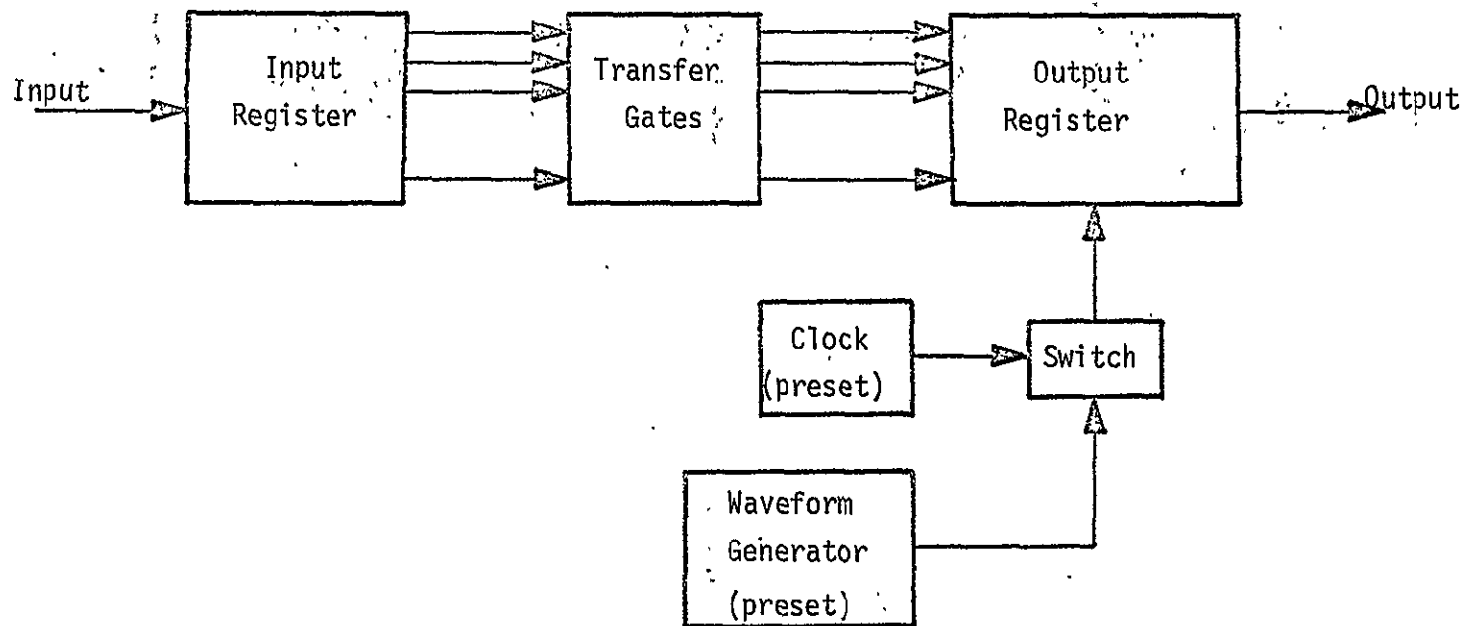 Input
Input
Register
Transfer
Gates
Output
Register
Output
Clock
(preset)
Switch
Waveform
Generator
(preset)